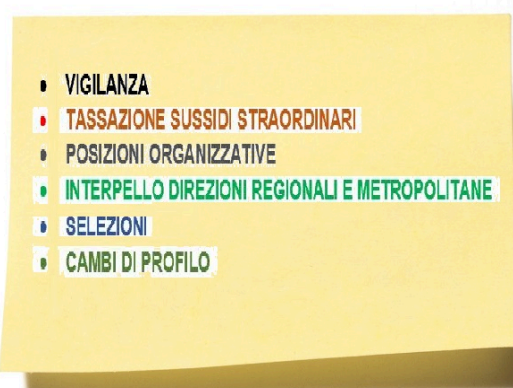 • VIGILANZA
• TASSAZIONE SUSSIDI STRAORDINARI
• POSIZIONI ORGANIZZATIVE
• INTERPELLO DIREZIONI REGIONALI E METROPOLITANE
• SELEZIONI
• CAMBI DI PROFILO